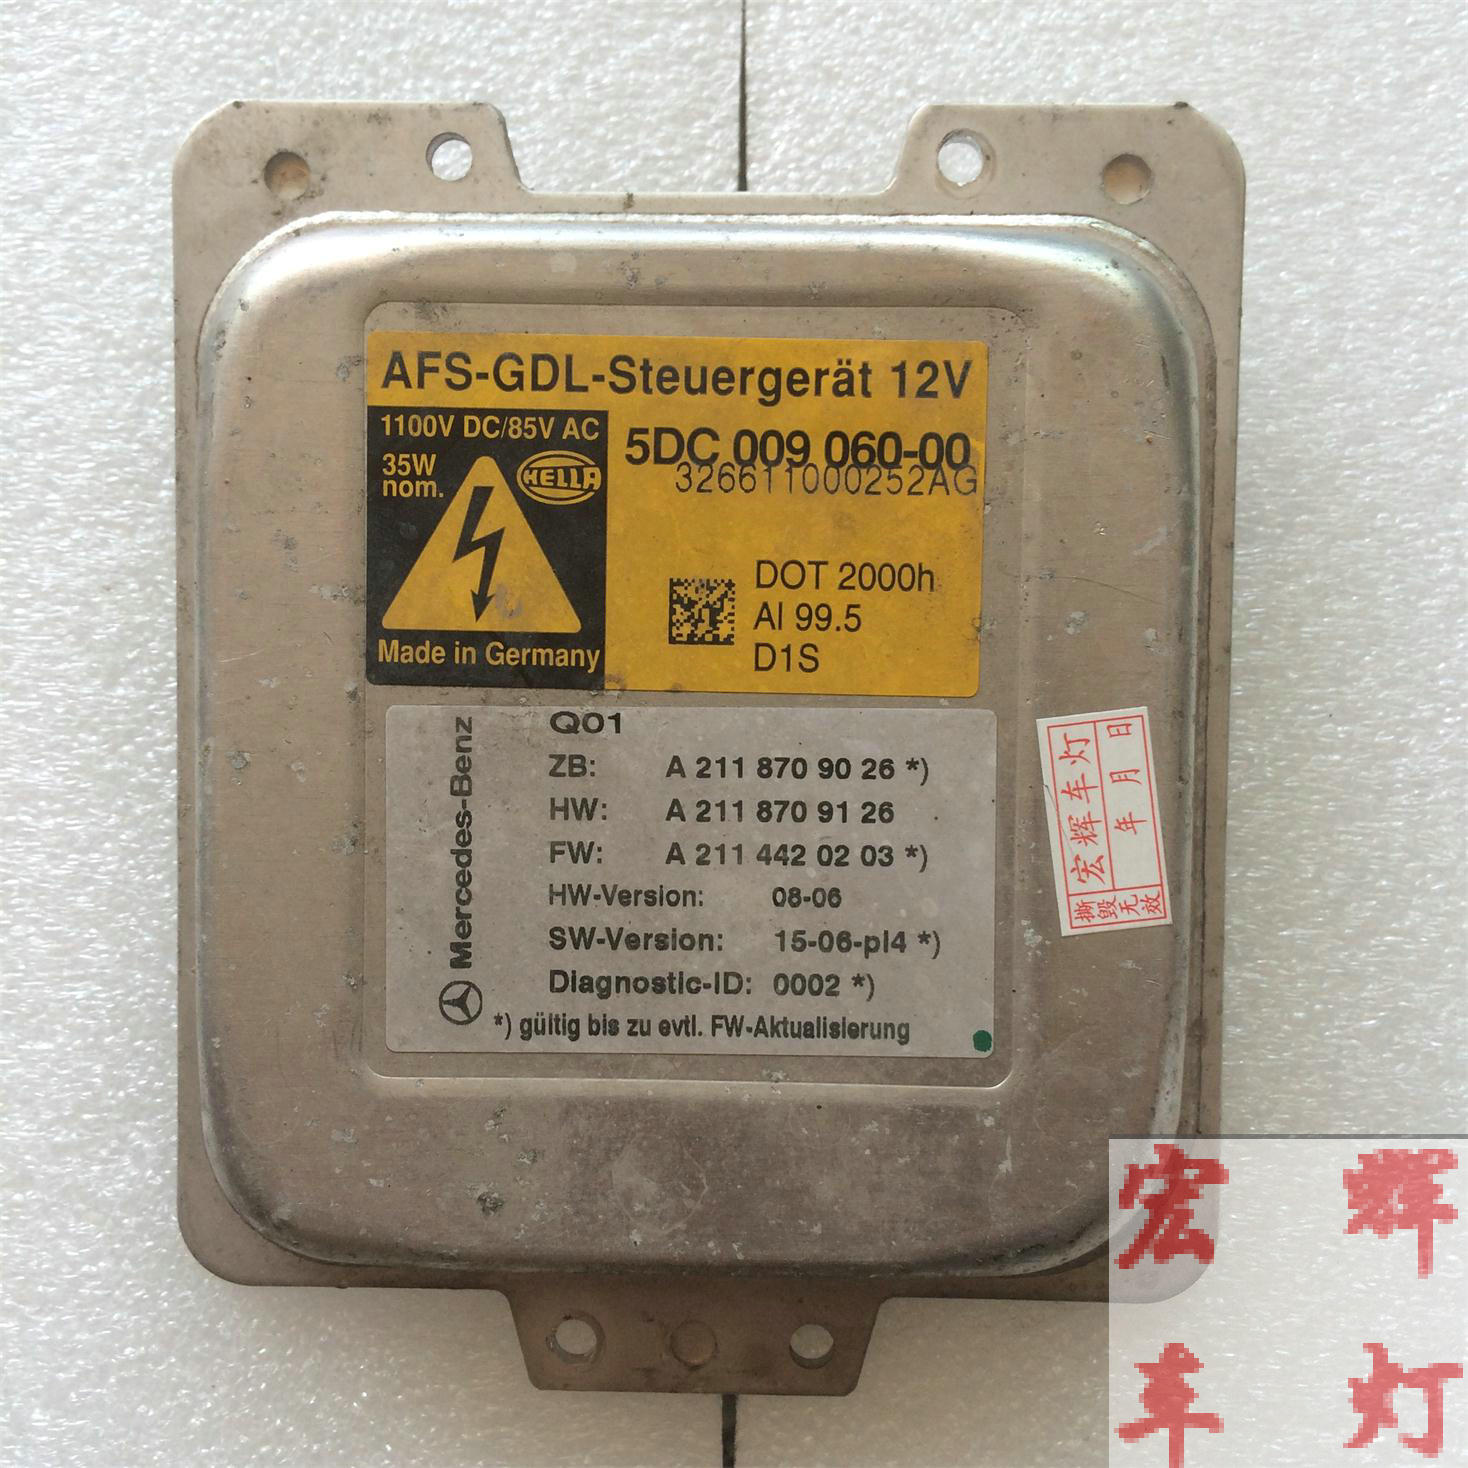 AFS-GDL-Steuergerät 12V
1100V DC/85V AC
35W
nom.
HELLA
5DC 009 060-00
326611000252AG
DOT 2000h
Al 99.5
D1S
Made in Germany
Mercedes-Benz
Q01
ZB: A 211 870 90 26 *)
HW: A 211 870 91 26
FW: A 211 442 02 03 *)
HW-Version: 08-06
SW-Version: 15-06-pl4 *)
Diagnostic-ID: 0002 *)
*) gültig bis zu evtl. FW-Aktualisierung
宏辉车灯
年 月 日
撕毁无效
宏 辉
车 灯